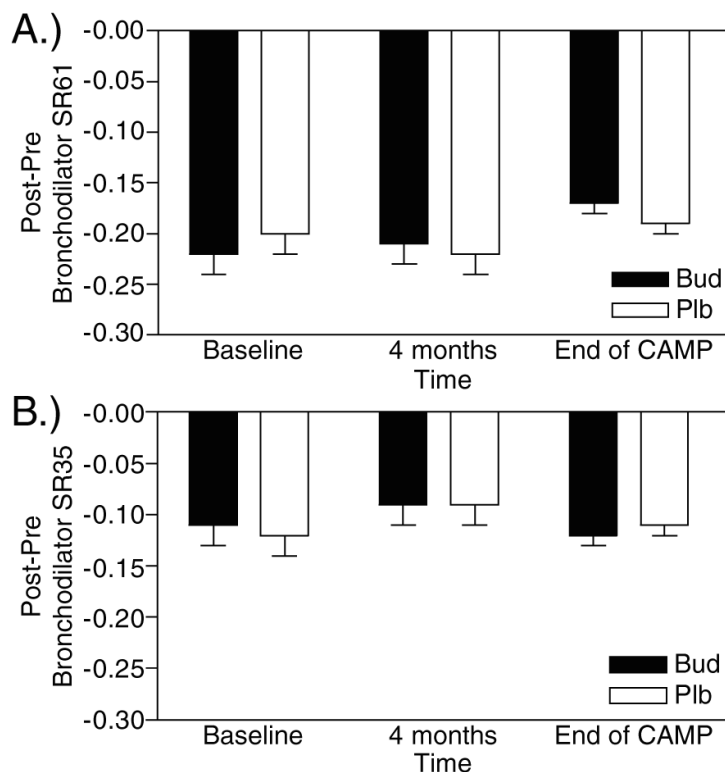 A.)
Post-Pre
Bronchodilator SR61
-0.00
-0.05
-0.10
-0.15
-0.20
-0.25
-0.30
Bud
Plb
Baseline 4 months End of CAMP
Time
B.)
Post-Pre
Bronchodilator SR35
-0.00
-0.05
-0.10
-0.15
-0.20
-0.25
-0.30
Bud
Plb
Baseline 4 months End of CAMP
Time